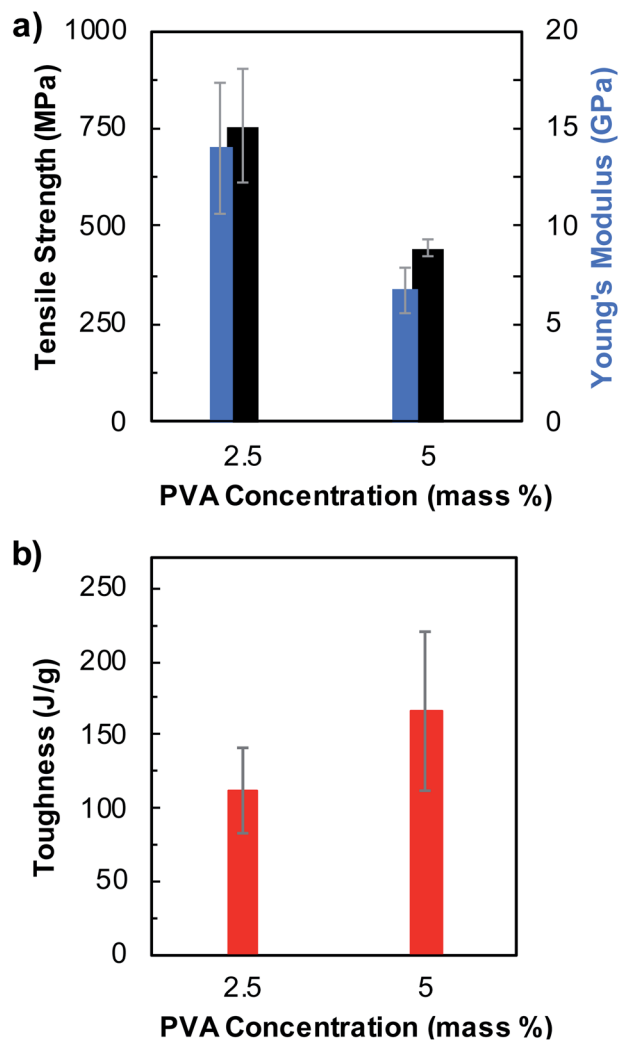 a)
1000
750
500
250
0
Tensile Strength (MPa)
20
15
10
5
0
Young's Modulus (GPa)
2.5 5
PVA Concentration (mass %)
b)
250
200
150
100
50
0
Toughness (J/g)
2.5 5
PVA Concentration (mass %)